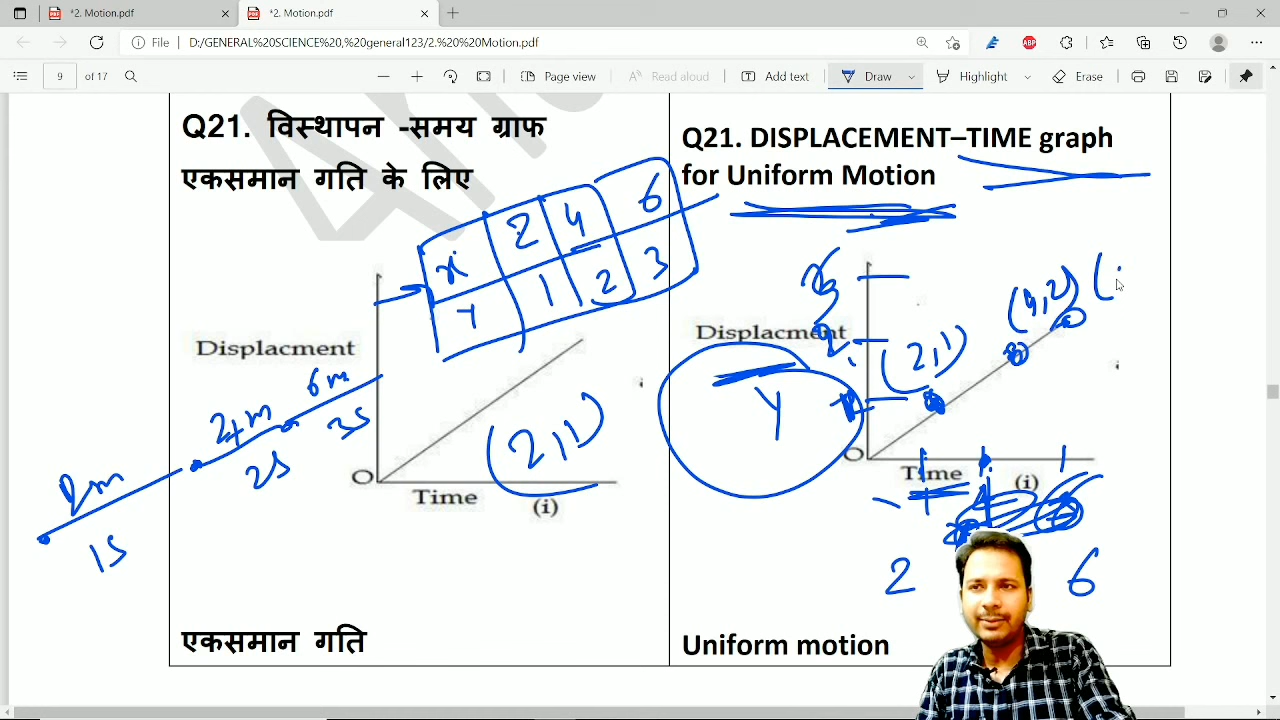 *2. Motion.pdf
*2. Motion.pdf
File D:/GENERAL%20SCIENCE%20,%20general123/2.%20%20Motion.pdf
9 of 17 Page view Read aloud Add text Draw Highlight Erase
Q21. विस्थापन -समय ग्राफ
एकसमान गति के लिए
Displacment
O
Time
(i)
एकसमान गति
x 2 4 6
Y 1 2 3
2m 4m 6m
1S 2S 3S
(2,1)
Q21. DISPLACEMENT–TIME graph
for Uniform Motion
Displacment
Y
(2,1)
(4,2)
O
Time
(i)
2
6
Uniform motion